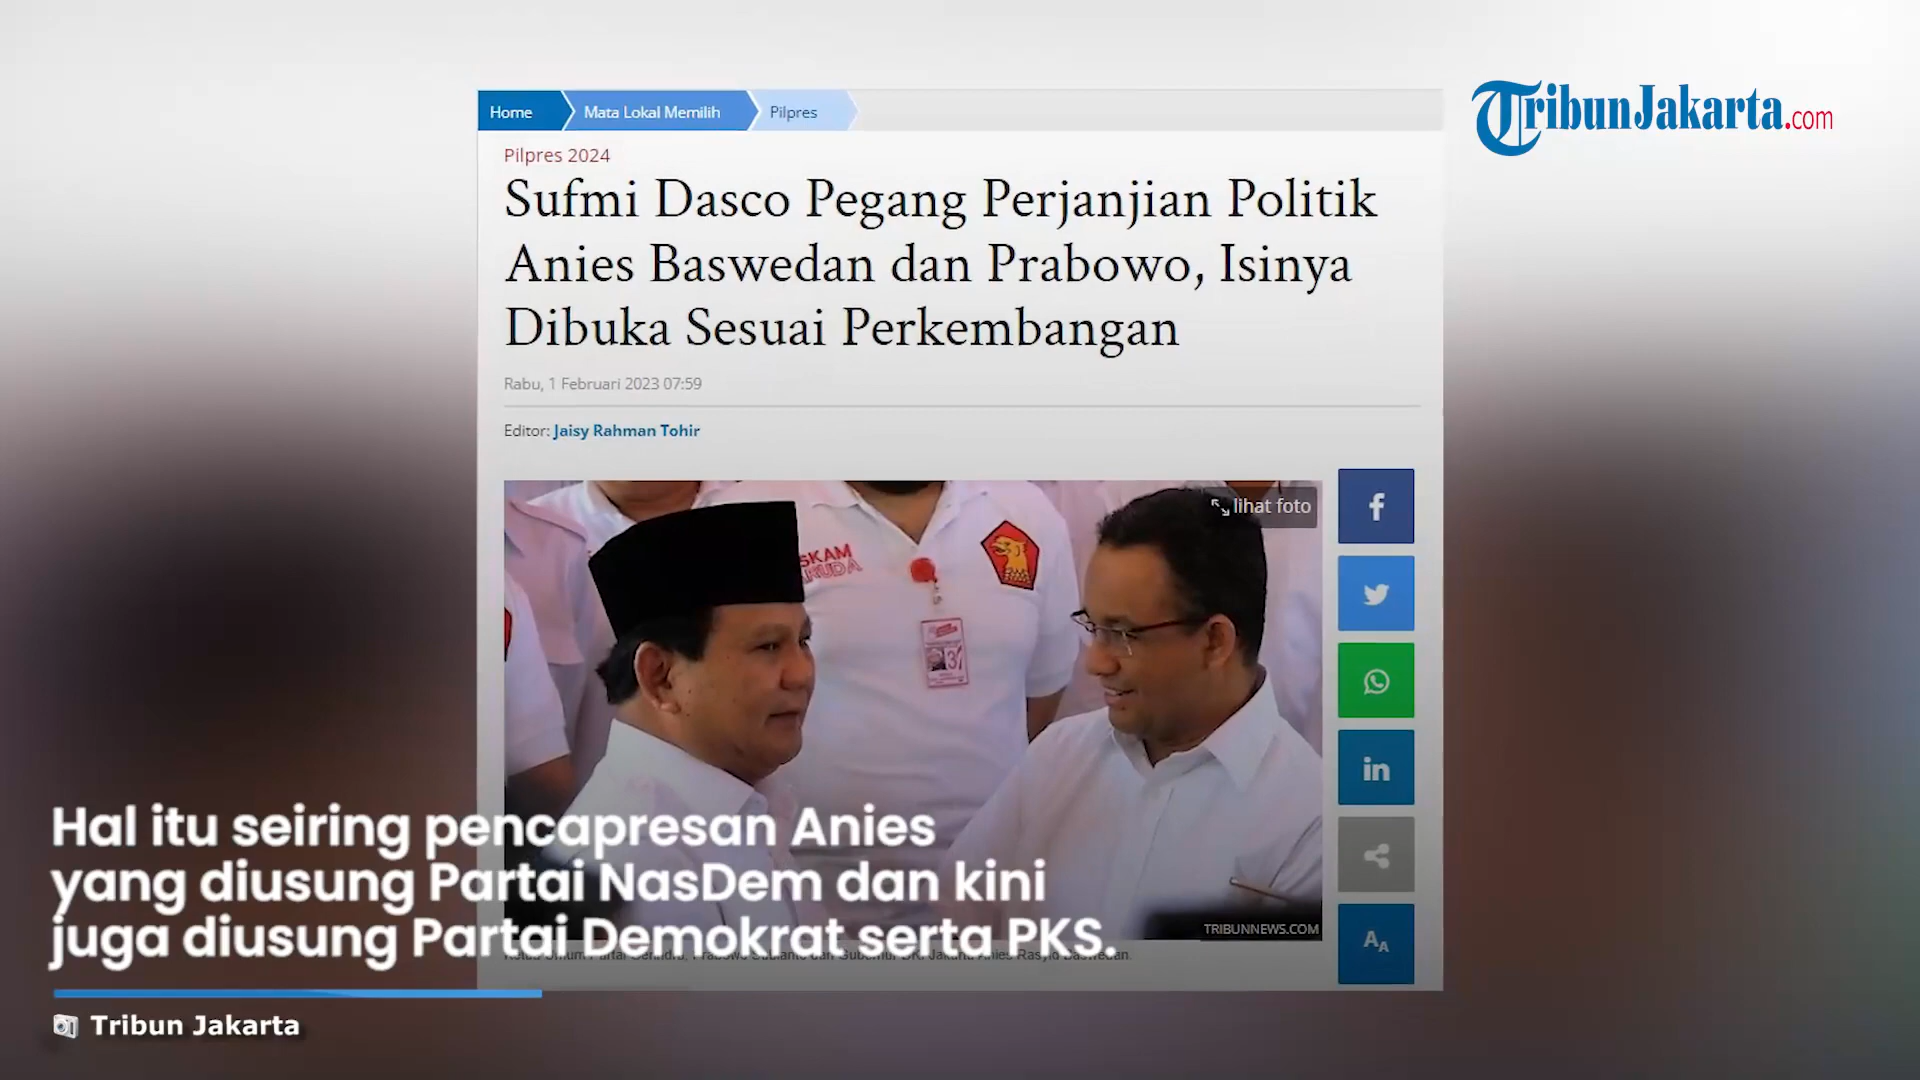 TribunJakarta.com
Home
Mata Lokal Memilih
Pilpres
Pilpres 2024
Sufmi Dasco Pegang Perjanjian Politik
Anies Baswedan dan Prabowo, Isinya
Dibuka Sesuai Perkembangan
Rabu, 1 Februari 2023 07:59
Editor: Jaisy Rahman Tohir
lihat foto
TRIBUNNEWS.COM
Hal itu seiring pencapresan Anies
yang diusung Partai NasDem dan kini
juga diusung Partai Demokrat serta PKS.
Tribun Jakarta